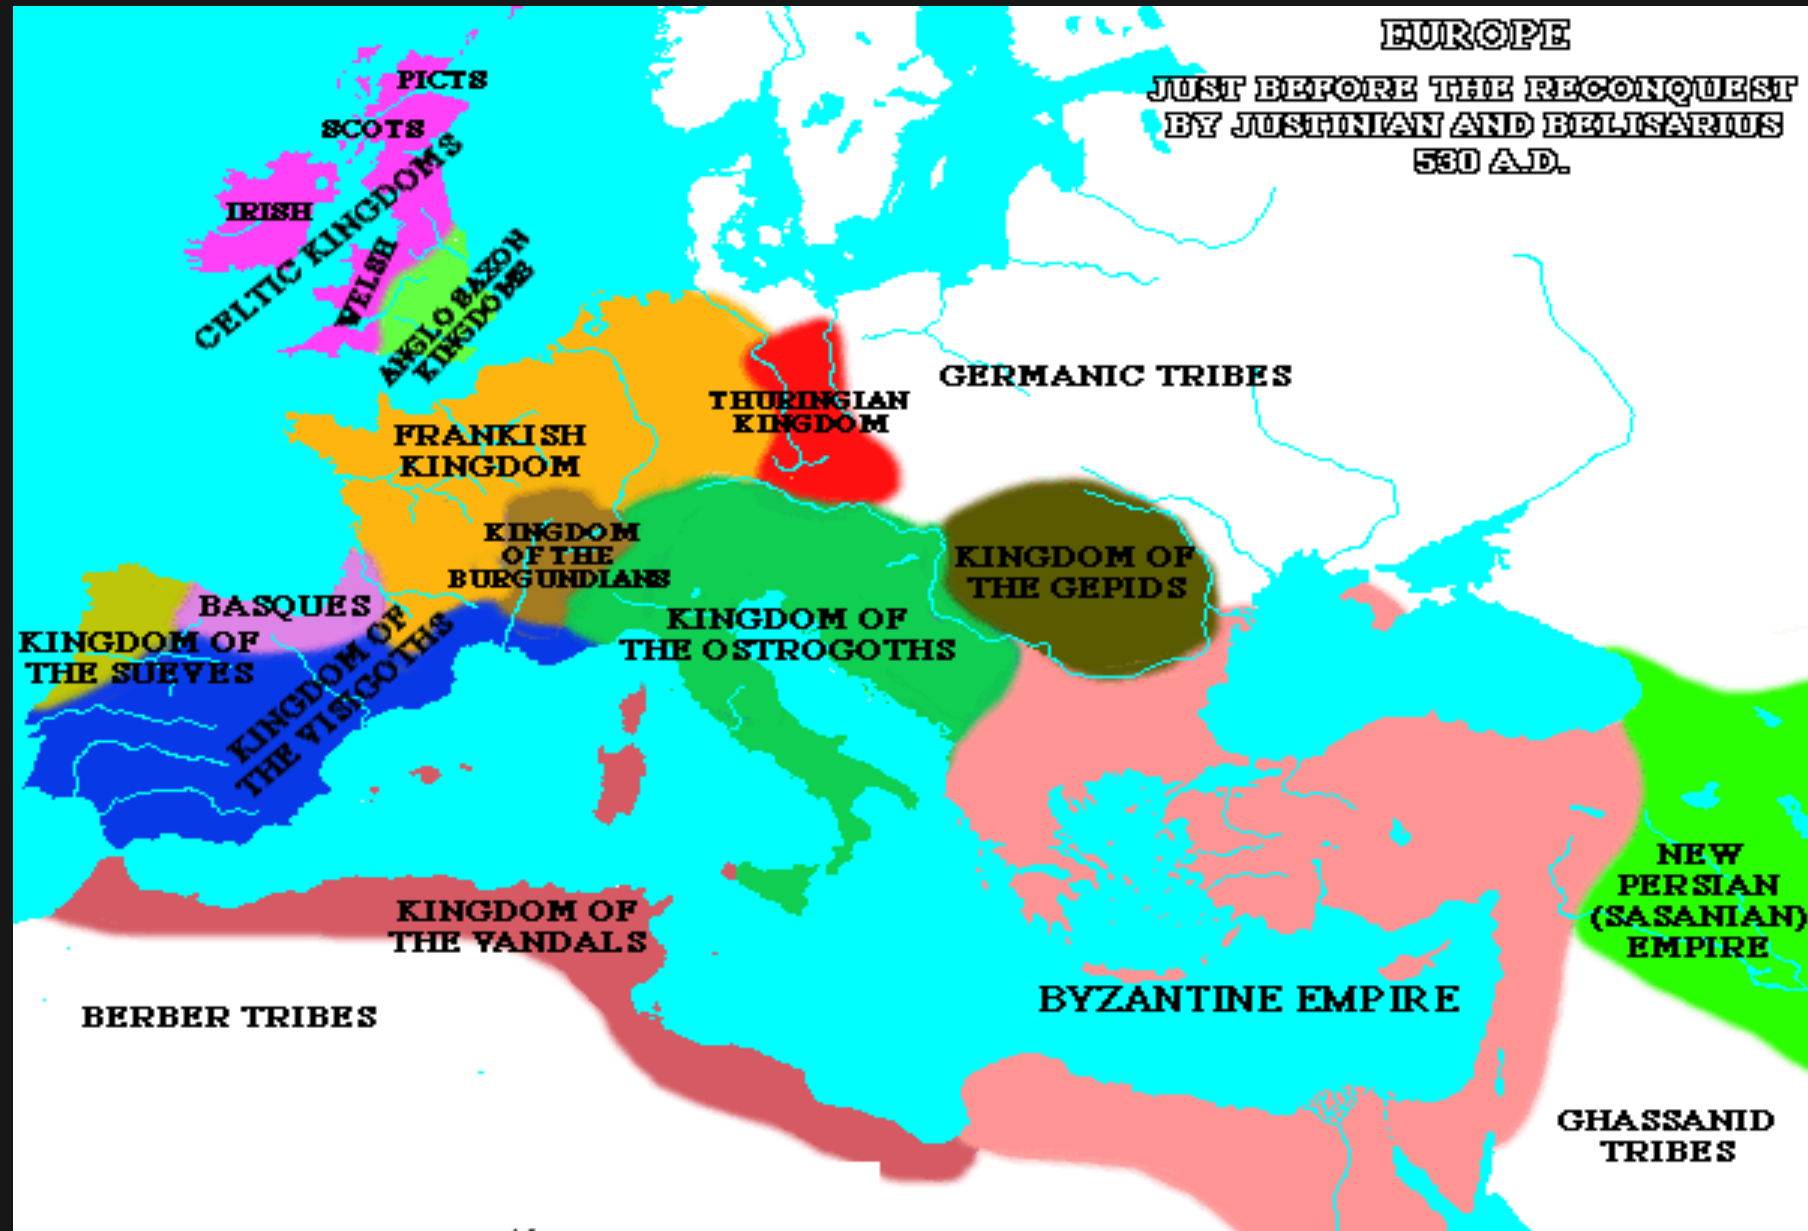 EUROPE
JUST BEFORE THE RECONQUEST
BY JUSTINIAN AND BELISARIUS
530 A.D.
PICTS
SCOTS
IRISH
CELTIC KINGDOMS
WELSH
ANGLO SAXON
KINGDOMS
GERMANIC TRIBES
THURINGIAN
KINGDOM
FRANKISH
KINGDOM
KINGDOM
OF THE
BURGUNDIANS
KINGDOM OF
THE GEPIDS
BASQUES
KINGDOM OF
THE SUEVES
KINGDOM OF
THE VISIGOTHS
KINGDOM OF
THE OSTROGOTHS
KINGDOM OF
THE VANDALS
NEW
PERSIAN
(SASANIAN)
EMPIRE
BYZANTINE EMPIRE
BERBER TRIBES
GHASSANID
TRIBES